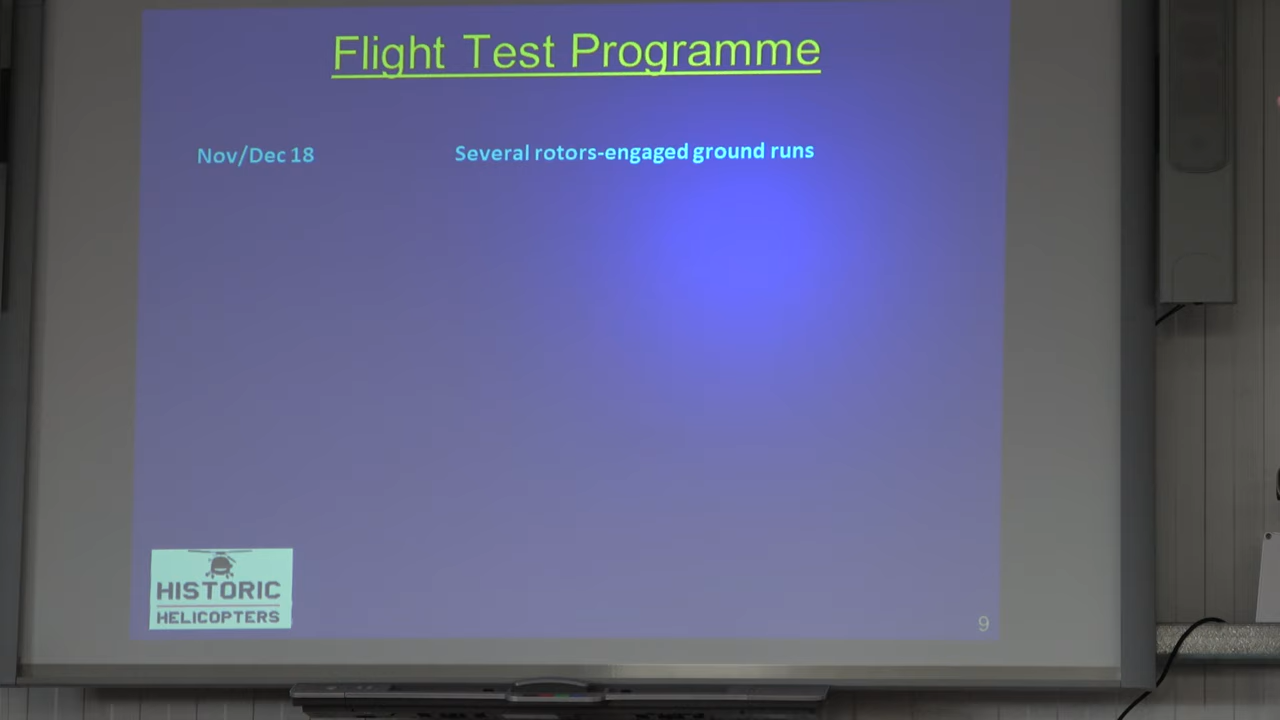 Flight Test Programme
Nov/Dec 18 Several rotors-engaged ground runs
HISTORIC
HELICOPTERS
9